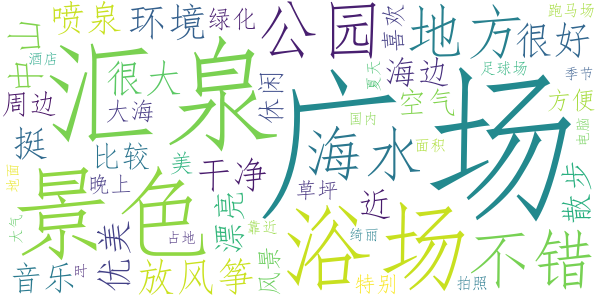 中山
酒店
喷泉
环境
绿化
公园
喜欢
地方
很好
跑马场
汇泉
很大
休闲
夏天
海边
足球场
季节
周边
大海
空气
方便
广场
国内
电脑
挺
比较
美
海水
面积
地面
晚上
干净
草坪
近
散步
景色
漂亮
浴场
不错
大气
占地
优美
靠近
绮丽
音乐
放风筝
风景
特别
拍照